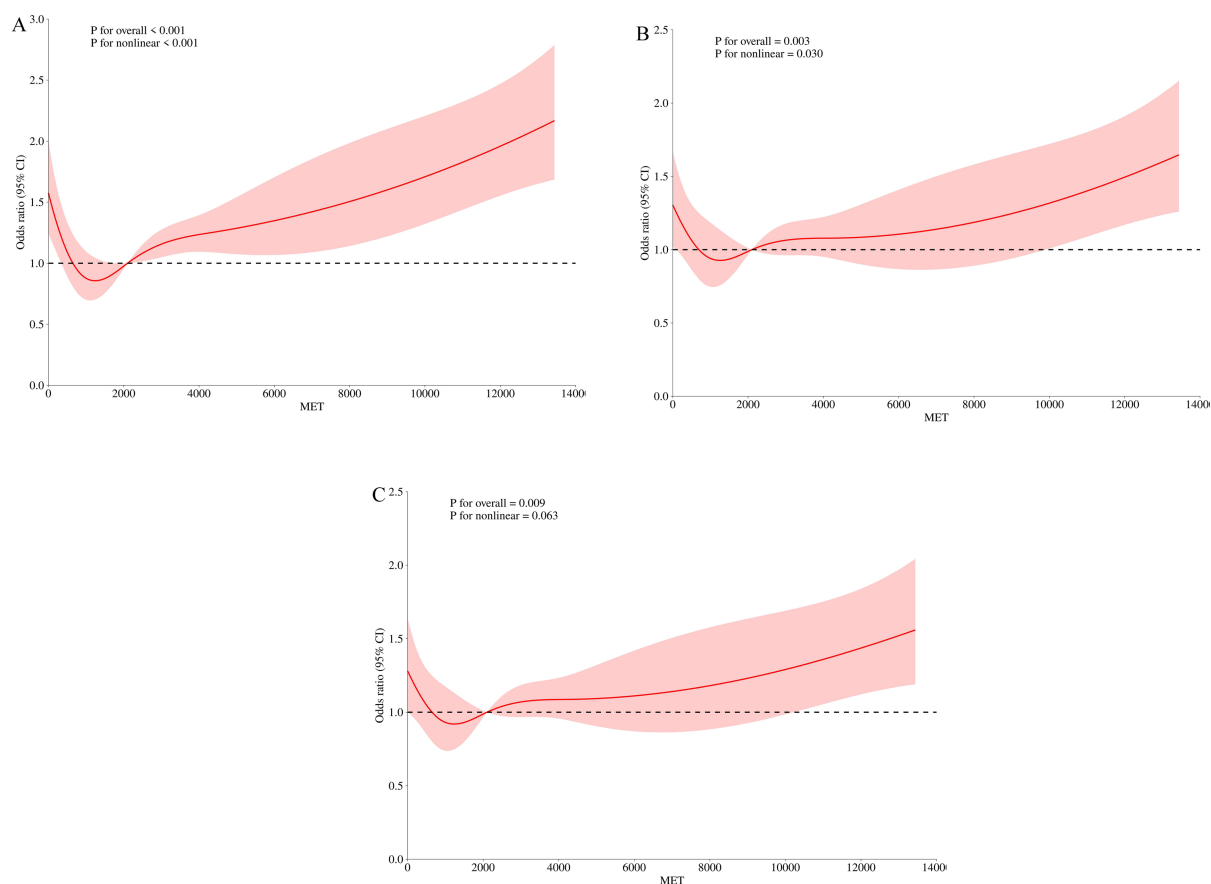 A
P for overall < 0.001
P for nonlinear < 0.001
3.0
2.5
2.0
1.5
1.0
0.5
0.0
Odds ratio (95% CI)
0 2000 4000 6000 8000 10000 12000 14000
MET
B
P for overall = 0.003
P for nonlinear = 0.030
2.5
2.0
1.5
1.0
0.5
0.0
Odds ratio (95% CI)
0 2000 4000 6000 8000 10000 12000 1400
MET
C
P for overall = 0.009
P for nonlinear = 0.063
2.5
2.0
1.5
1.0
0.5
0.0
Odds ratio (95% CI)
0 2000 4000 6000 8000 10000 12000 1400
MET